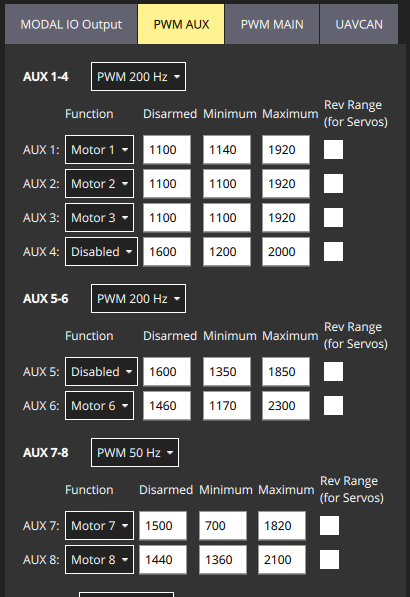 MODAL IO Output PWM AUX PWM MAIN UAVCAN
AUX 1-4 PWM 200 Hz
Function Disarmed Minimum Maximum Rev Range (for Servos)
AUX 1: Motor 1 1100 1140 1920
AUX 2: Motor 2 1100 1100 1920
AUX 3: Motor 3 1100 1100 1920
AUX 4: Disabled 1600 1200 2000
AUX 5-6 PWM 200 Hz
Function Disarmed Minimum Maximum Rev Range (for Servos)
AUX 5: Disabled 1600 1350 1850
AUX 6: Motor 6 1460 1170 2300
AUX 7-8 PWM 50 Hz
Function Disarmed Minimum Maximum Rev Range (for Servos)
AUX 7: Motor 7 1500 700 1820
AUX 8: Motor 8 1440 1360 2100